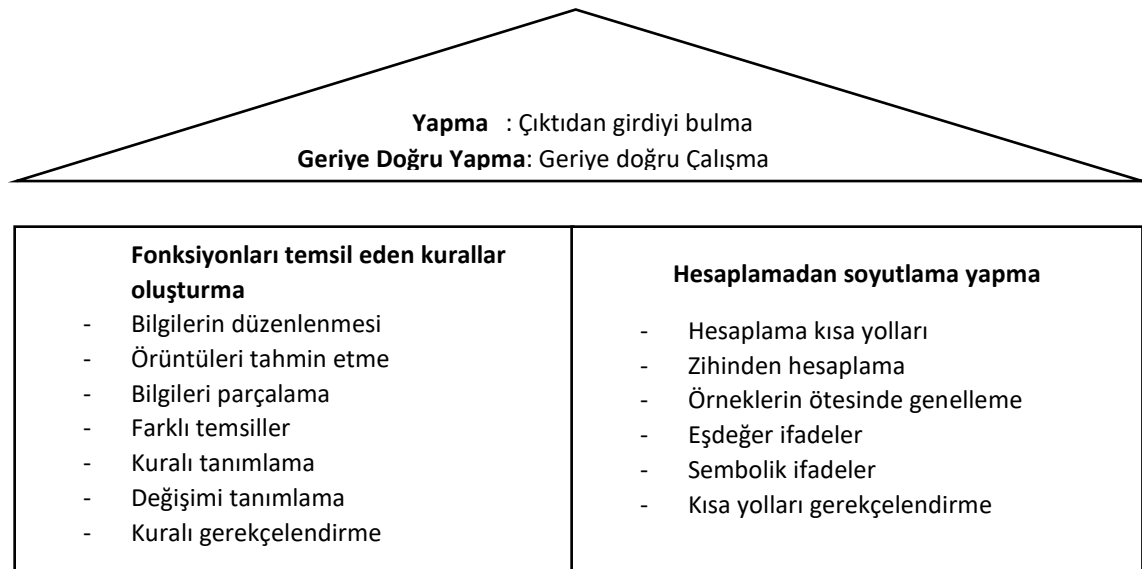 Yapma : Çıktıdan girdiyi bulma
Geriye Doğru Yapma: Geriye doğru Çalışma
Fonksiyonları temsil eden kurallar
oluşturma
- Bilgilerin düzenlenmesi
- Örüntüleri tahmin etme
- Bilgileri parçalama
- Farklı temsiller
- Kuralı tanımlama
- Değişimi tanımlama
- Kuralı gerekçelendirme
Hesaplamadan soyutlama yapma
- Hesaplama kısa yolları
- Zihinden hesaplama
- Örneklerin ötesinde genelleme
- Eşdeğer ifadeler
- Sembolik ifadeler
- Kısa yolları gerekçelendirme